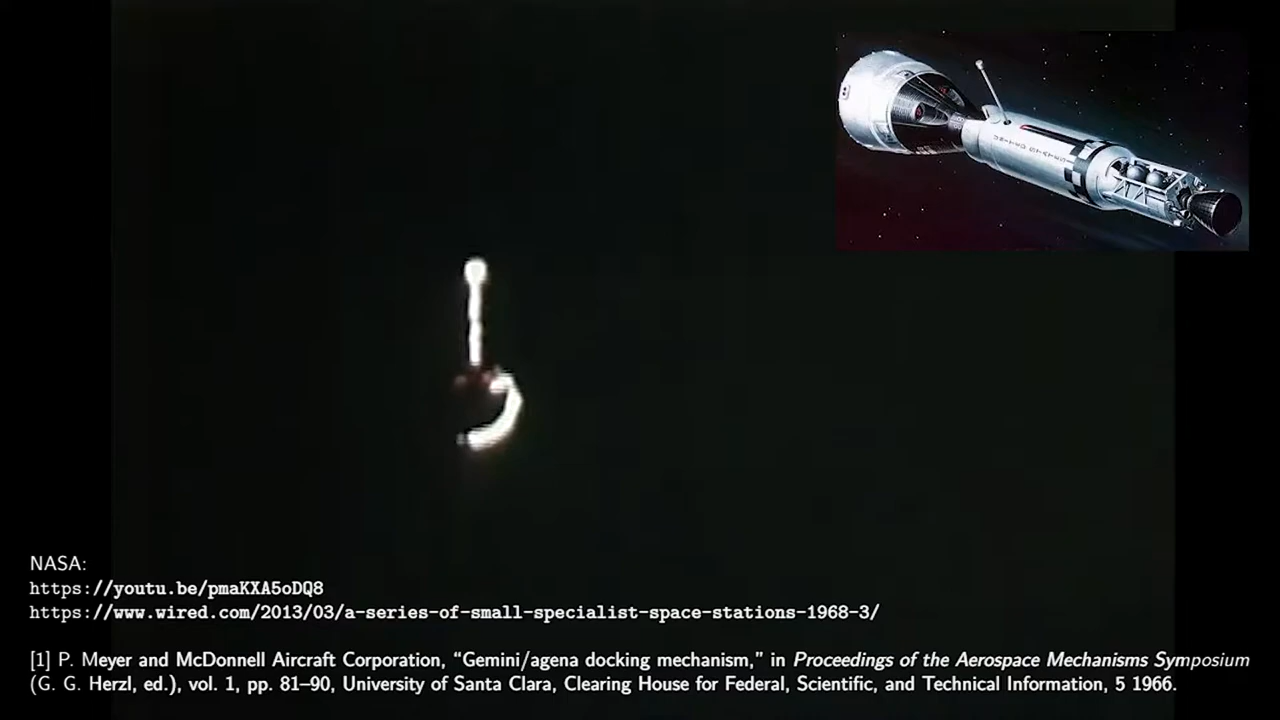 UNITED STATES
NASA:
https://youtu.be/pmaKXA5oDQ8
https://www.wired.com/2013/03/a-series-of-small-specialist-space-stations-1968-3/
[1] P. Meyer and McDonnell Aircraft Corporation, “Gemini/agena docking mechanism,” in Proceedings of the Aerospace Mechanisms Symposium
(G. G. Herzl, ed.), vol. 1, pp. 81–90, University of Santa Clara, Clearing House for Federal, Scientific, and Technical Information, 5 1966.